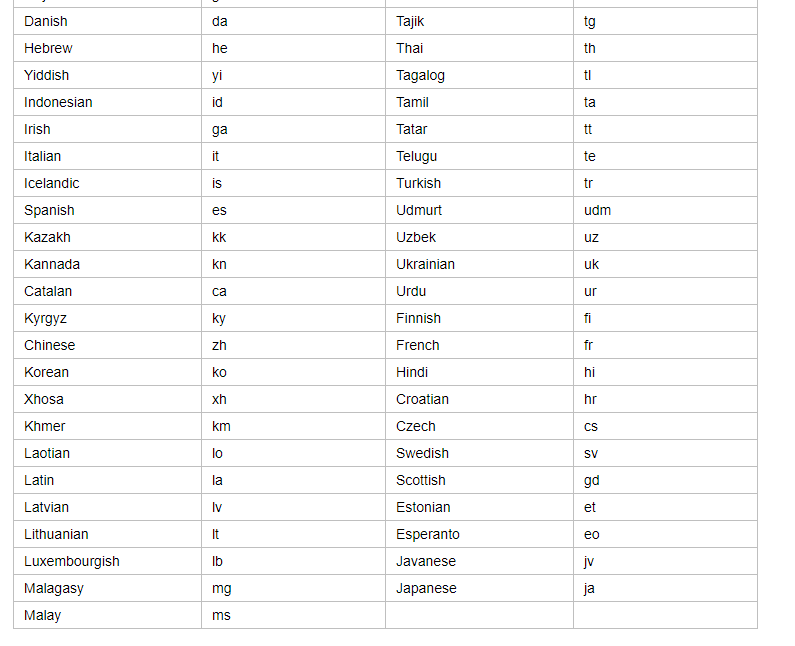 Danish da Tajik tg
Hebrew he Thai th
Yiddish yi Tagalog tl
Indonesian id Tamil ta
Irish ga Tatar tt
Italian it Telugu te
Icelandic is Turkish tr
Spanish es Udmurt udm
Kazakh kk Uzbek uz
Kannada kn Ukrainian uk
Catalan ca Urdu ur
Kyrgyz ky Finnish fi
Chinese zh French fr
Korean ko Hindi hi
Xhosa xh Croatian hr
Khmer km Czech cs
Laotian lo Swedish sv
Latin la Scottish gd
Latvian lv Estonian et
Lithuanian lt Esperanto eo
Luxembourgish lb Javanese jv
Malagasy mg Japanese ja
Malay ms